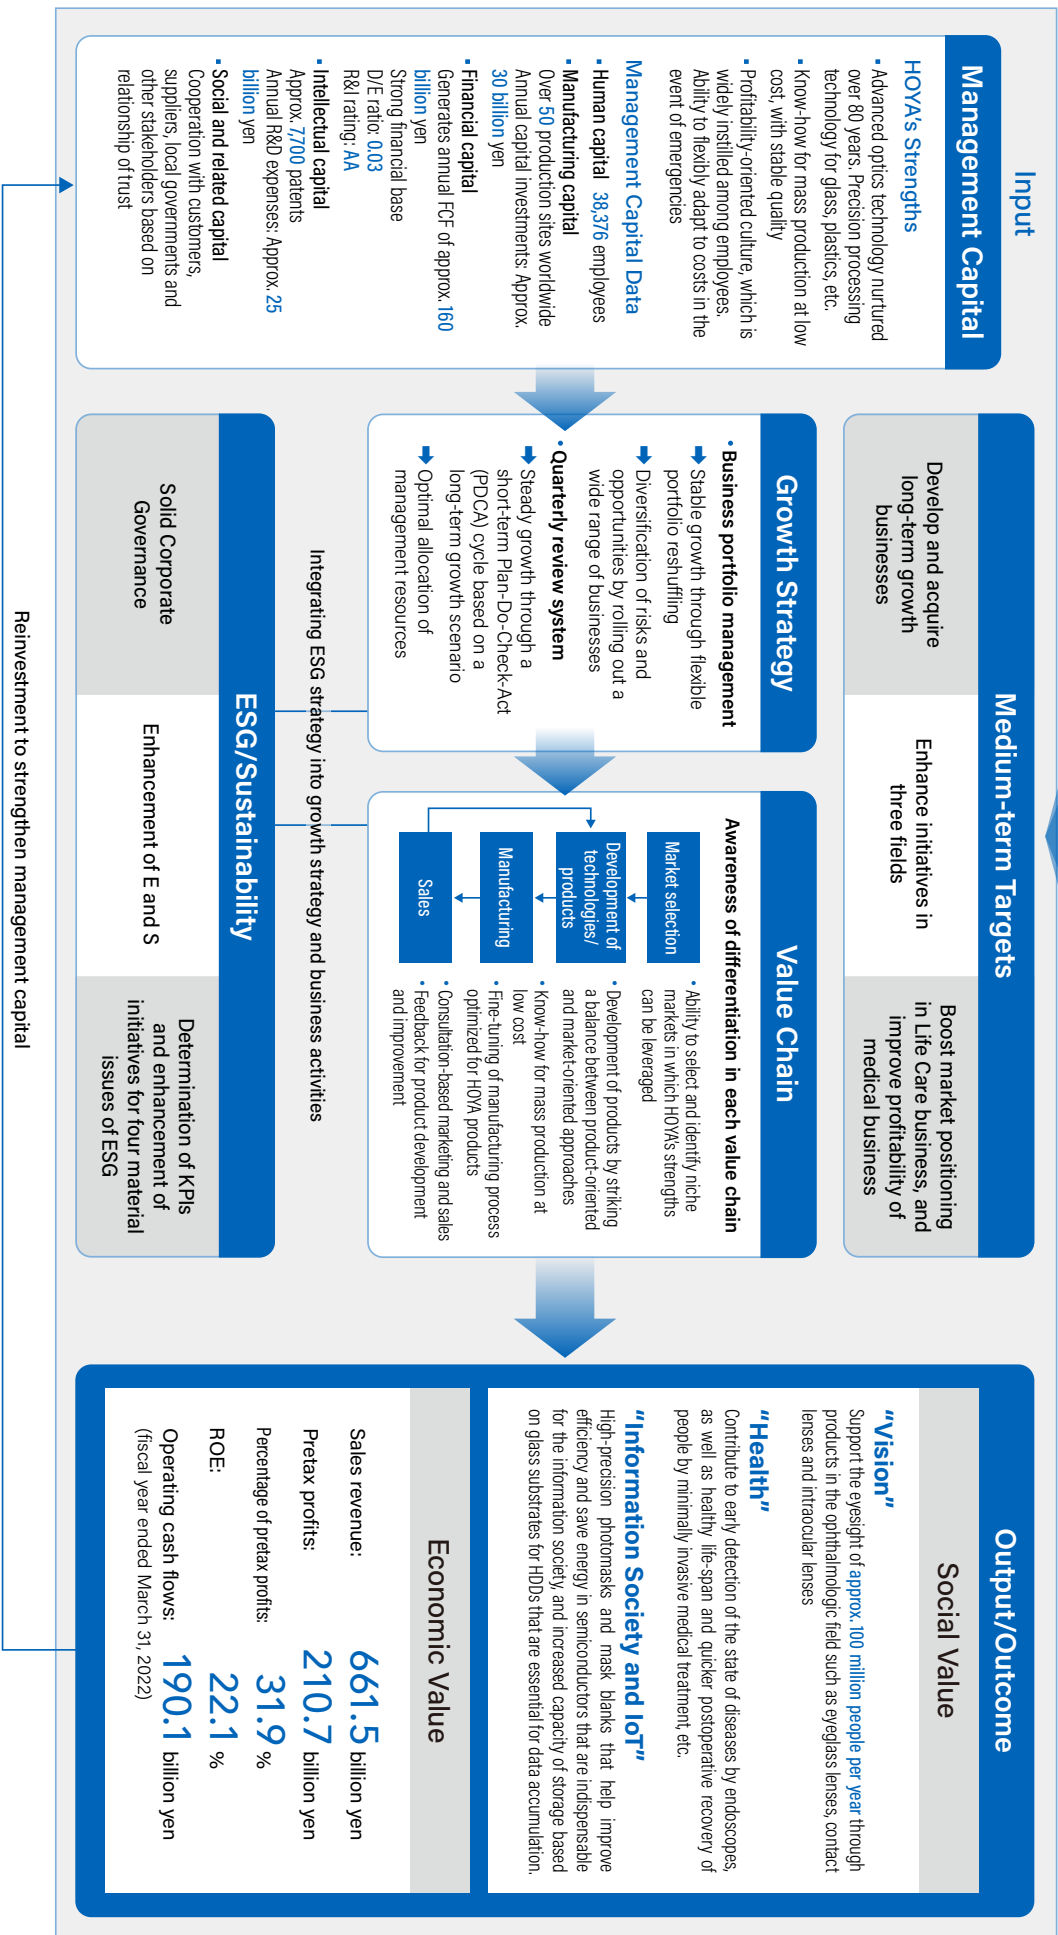 Input
Management Capital
HOYA's Strengths
• Advanced optics technology nurtured
over 80 years. Precision processing
technology for glass, plastics, etc.
• Know-how for mass production at low
cost, with stable quality
• Profitability-oriented culture, which is
widely instilled among employees.
Ability to flexibly adapt to costs in the
event of emergencies
Management Capital Data
• Human capital 38,376 employees
• Manufacturing capital
Over 50 production sites worldwide
Annual capital investments: Approx.
30 billion yen
• Financial capital
Generates annual FCF of approx. 160
billion yen
Strong financial base
D/E ratio: 0.03
R&I rating: AA
• Intellectual capital
Approx. 7,700 patents
Annual R&D expenses: Approx. 25
billion yen
• Social and related capital
Cooperation with customers,
suppliers, local governments and
other stakeholders based on
relationship of trust
Medium-term Targets
Develop and acquire
long-term growth
businesses
Enhance initiatives in
three fields
Boost market positioning
in Life Care business, and
improve profitability of
medical business
Growth Strategy
• Business portfolio management
Stable growth through flexible
portfolio reshuffling
Diversification of risks and
opportunities by rolling out a
wide range of businesses
• Quarterly review system
Steady growth through a
short-term Plan-Do-Check-Act
(PDCA) cycle based on a
long-term growth scenario
Optimal allocation of
management resources
Value Chain
Awareness of differentiation in each value chain
Market selection
Development of
technologies/
products
Manufacturing
Sales
• Ability to select and identify niche
markets in which HOYA's strengths
can be leveraged
• Development of products by striking
a balance between product-oriented
and market-oriented approaches
• Know-how for mass production at
low cost
• Fine-tuning of manufacturing process
optimized for HOYA products
• Consultation-based marketing and sales
• Feedback for product development
and improvement
Integrating ESG strategy into growth strategy and business activities
ESG/Sustainability
Solid Corporate
Governance
Enhancement of E and S
Determination of KPIs
and enhancement of
initiatives for four material
issues of ESG
Output/Outcome
Social Value
"Vision"
Support the eyesight of approx. 100 million people per year through
products in the ophthalmologic field such as eyeglass lenses, contact
lenses and intraocular lenses
"Health"
Contribute to early detection of the state of diseases by endoscopes,
as well as healthy life-span and quicker postoperative recovery of
people by minimally invasive medical treatment, etc.
"Information Society and IoT"
High-precision photomasks and mask blanks that help improve
efficiency and save energy in semiconductors that are indispensable
for the information society, and increased capacity of storage based
on glass substrates for HDDs that are essential for data accumulation.
Economic Value
Sales revenue: 661.5 billion yen
Pretax profits: 210.7 billion yen
Percentage of pretax profits: 31.9 %
ROE: 22.1 %
Operating cash flows: 190.1 billion yen
(fiscal year ended March 31, 2022)
Reinvestment to strengthen management capital